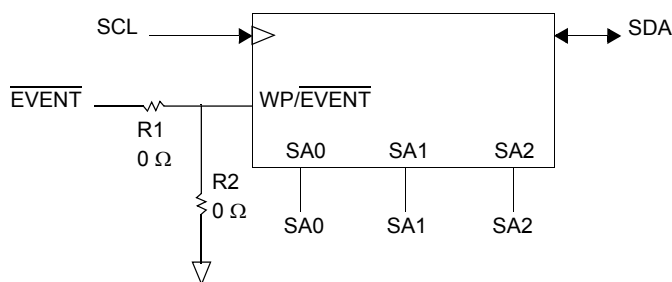 SCL
SDA
EVENT
WP/EVENT
R1
0 Ω
SA0 SA1 SA2
R2
0 Ω
SA0 SA1 SA2